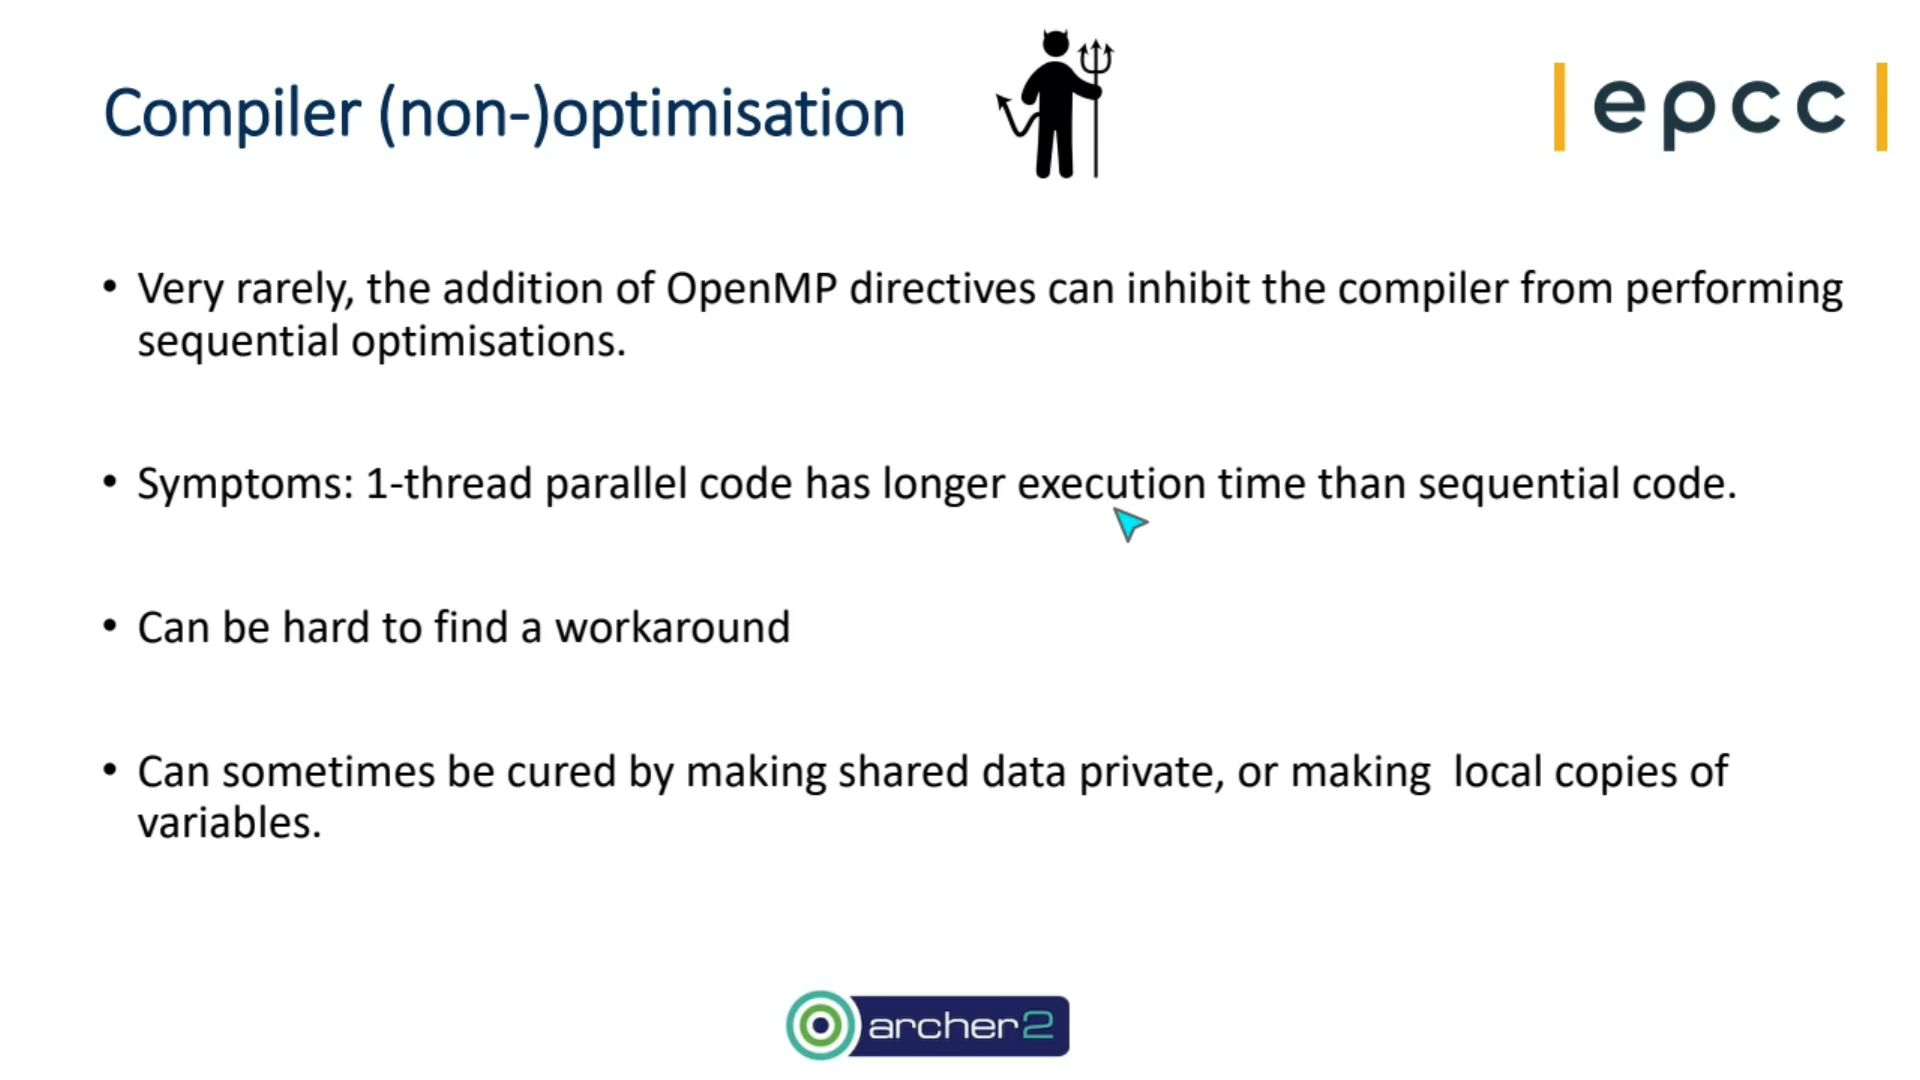 Compiler (non-)optimisation
|epcc|
• Very rarely, the addition of OpenMP directives can inhibit the compiler from performing
sequential optimisations.
• Symptoms: 1-thread parallel code has longer execution time than sequential code.
• Can be hard to find a workaround
• Can sometimes be cured by making shared data private, or making  local copies of
variables.
archer2